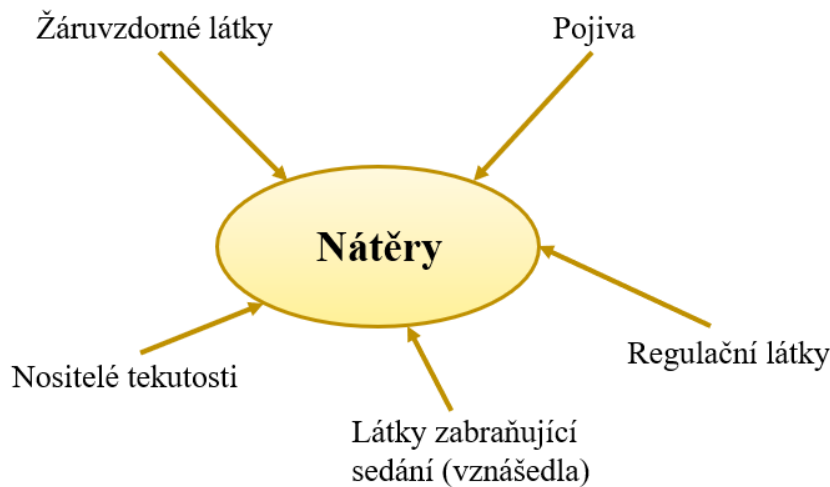 Žáruvzdorné látky
Pojiva
Nátěry
Regulační látky
Nositelé tekutosti
Látky zabraňující
sedání (vznášedla)